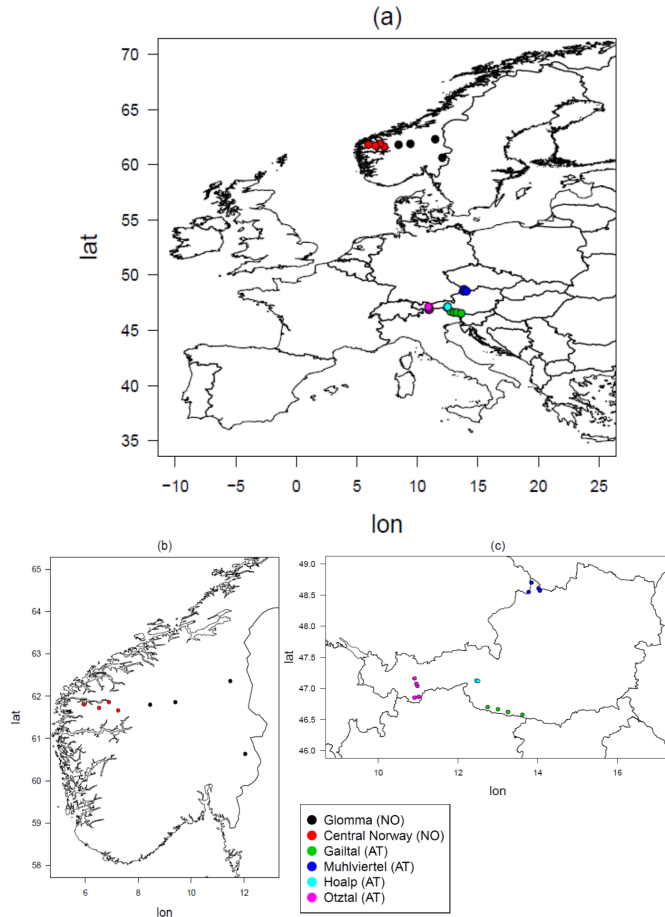 (a)
70
65
60
55
50
45
40
35
lat
−10 −5 0 5 10 15 20 25
lon
(b)
65
64
63
62
61
60
59
58
lat
6 8 10 12
lon
(c)
49.0
48.5
48.0
47.5
47.0
46.5
46.0
lat
10 12 14 16
lon
Glomma (NO)
Central Norway (NO)
Gailtal (AT)
Muhlviertel (AT)
Hoalp (AT)
Otztal (AT)